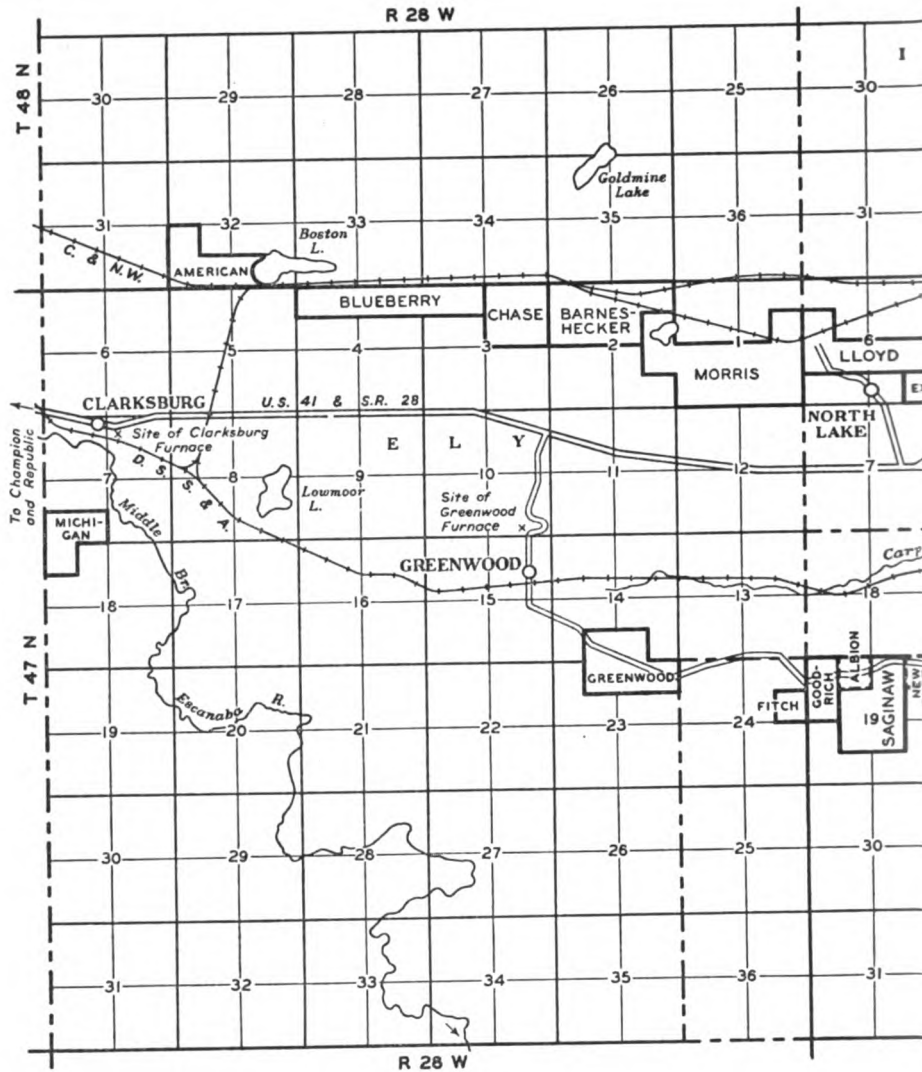 R 28 W
T 48 N
I
30 29 28 27 26 25 30
Goldmine
Lake
31 32 33 34 35 36 31
Boston
L.
C. & N.W.
AMERICAN
BLUEBERRY
CHASE
BARNES-
HECKER
6 5 4 3 2 1 6
MORRIS
LLOYD
CLARKSBURG
U.S. 41 & S.R. 28
NORTH
LAKE
Site of Clarksburg
Furnace
ELY
To Champion
and Republic
D. S. S. & A.
7 8 9 10 11 12 7
Lowmoor
L.
Site of
Greenwood
Furnace
MICHI-
GAN
Middle Br.
GREENWOOD
Carp
18 17 16 15 14 13 18
T 47 N
GREENWOOD
FITCH
GOOD-
RICH
ALBION
SAGINAW
NEW
Escanaba R.
19 20 21 22 23 24 19
30 29 28 27 26 25 30
31 32 33 34 35 36 31
R 28 W